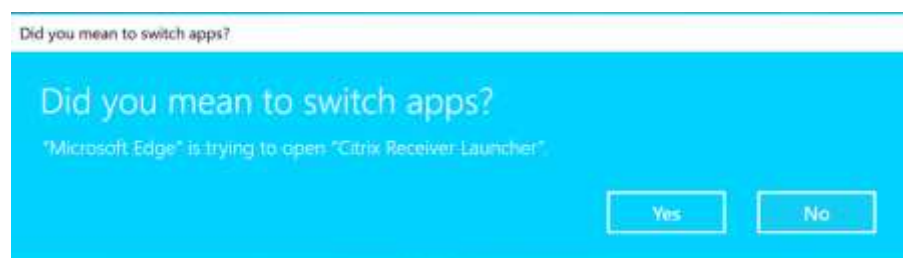 Did you mean to switch apps?
Did you mean to switch apps?
"Microsoft Edge" is trying to open "Citrix Receiver Launcher".
Yes No